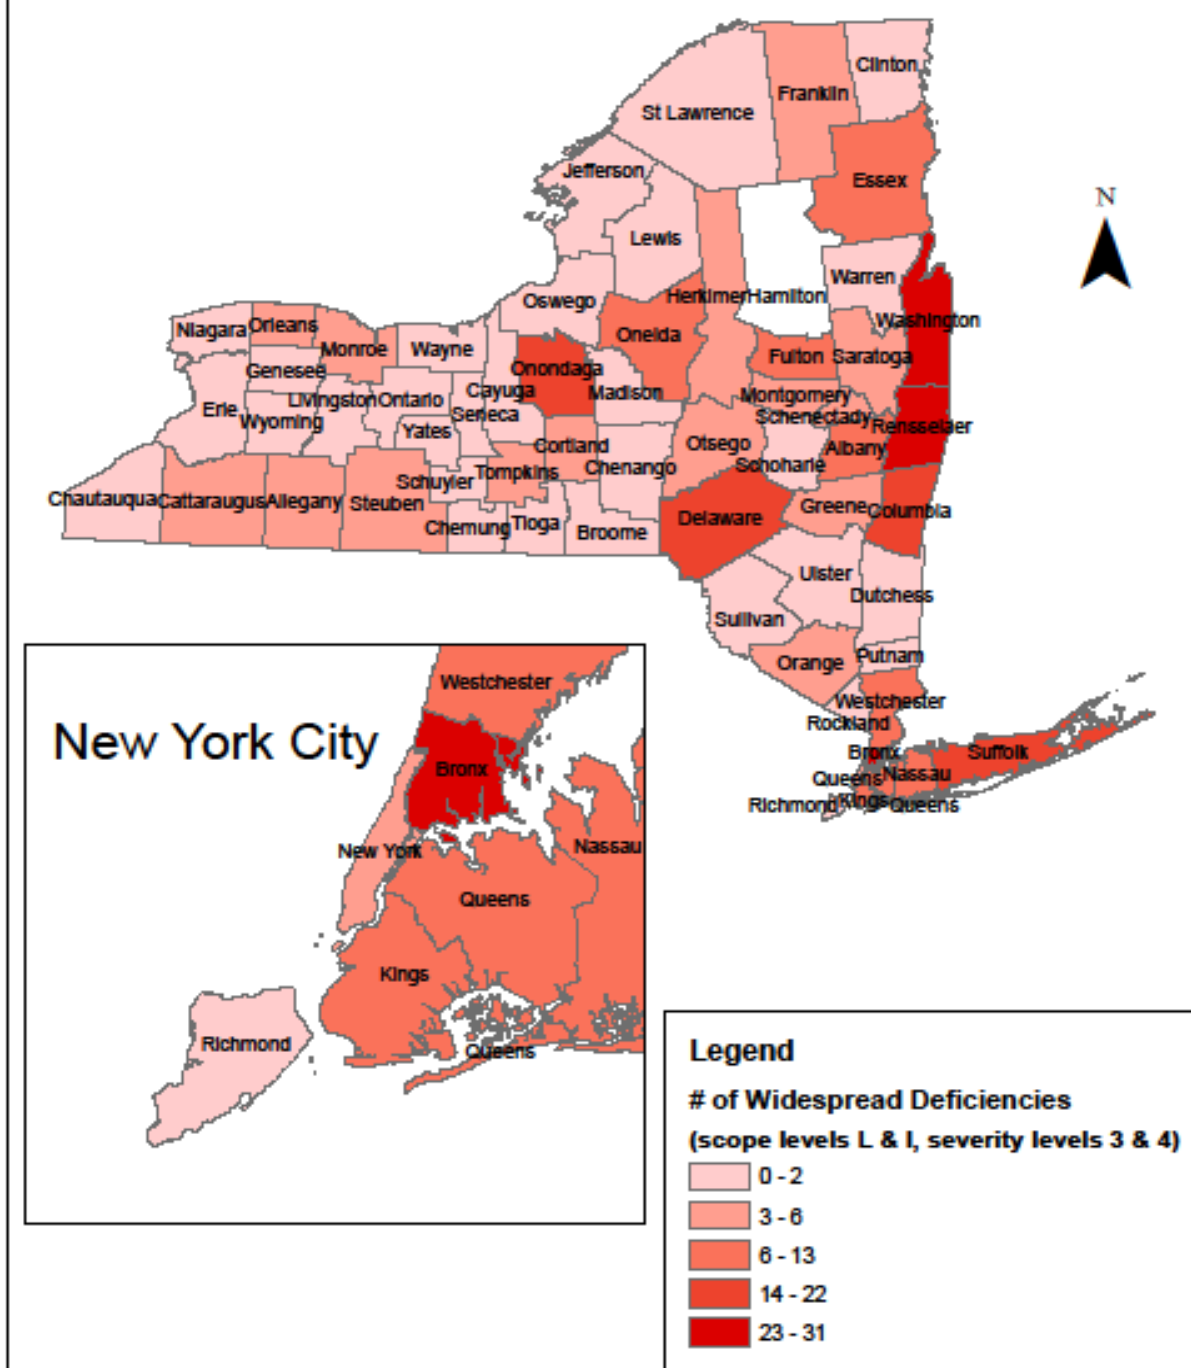 Clinton
Franklin
St Lawrence
Jefferson
Essex
N
Lewis
Warren
Oswego
Herkimer
Hamilton
Washington
Niagara
Orleans
Oneida
Monroe
Wayne
Fulton
Saratoga
Genesee
Onondaga
Cayuga
Madison
Montgomery
Livingston
Ontario
Erie
Wyoming
Seneca
Schenectady
Rensselaer
Yates
Cortland
Otsego
Albany
Schuyler
Tompkins
Chenango
Schoharie
Chautauqua
Cattaraugus
Allegany
Steuben
Greene
Columbia
Chemung
Tioga
Broome
Delaware
Ulster
Dutchess
Sullivan
Orange
Putnam
Westchester
Rockland
Bronx
Suffolk
Queens
Nassau
Richmond
Kings
Queens
Westchester
New York City
Bronx
New York
Nassau
Queens
Kings
Richmond
Queens
Legend
# of Widespread Deficiencies
(scope levels L & I, severity levels 3 & 4)
0 - 2
3 - 6
6 - 13
14 - 22
23 - 31